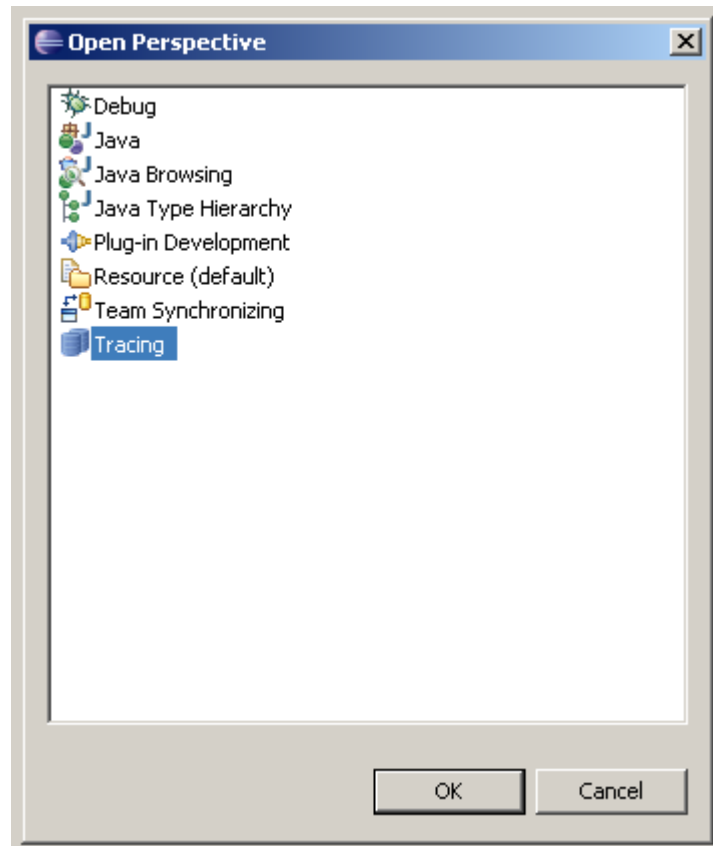 Open Perspective
Debug
Java
Java Browsing
Java Type Hierarchy
Plug-in Development
Resource (default)
Team Synchronizing
Tracing
OK Cancel